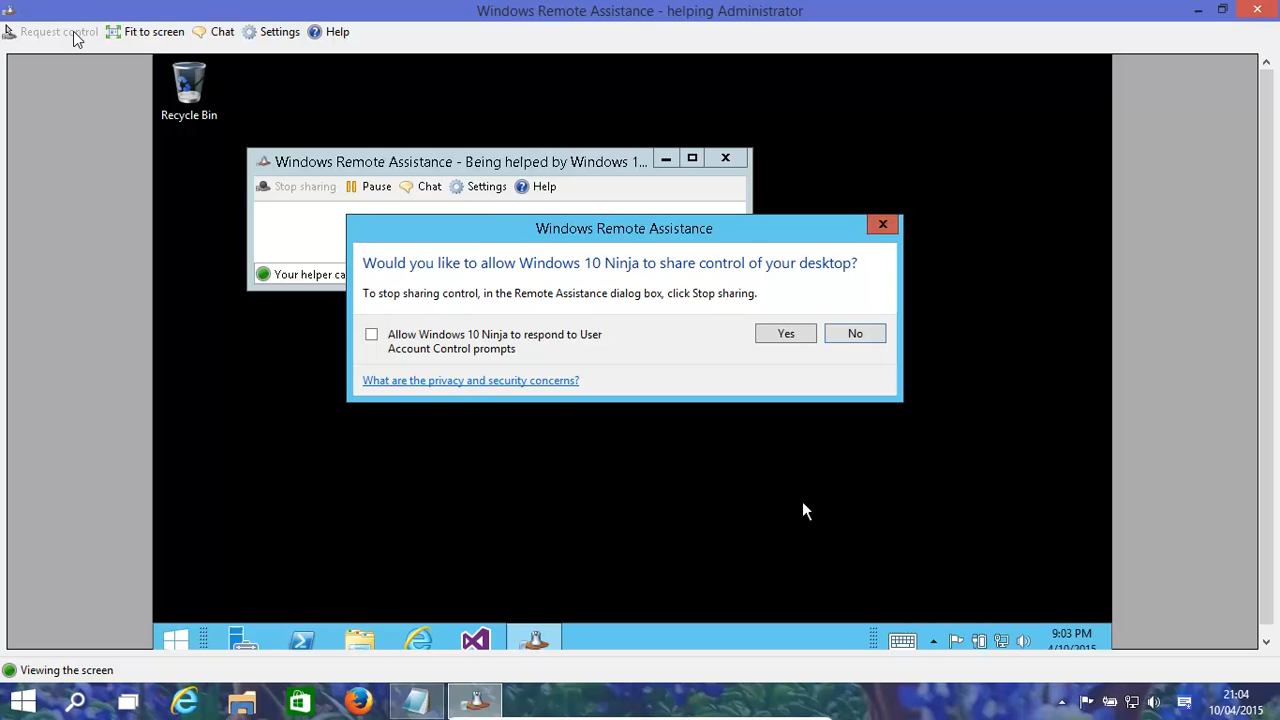 Windows Remote Assistance - helping Administrator
Request control Fit to screen Chat Settings Help
Recycle Bin
Windows Remote Assistance - Being helped by Windows 1...
Stop sharing Pause Chat Settings Help
Windows Remote Assistance
Would you like to allow Windows 10 Ninja to share control of your desktop?
Your helper ca
To stop sharing control, in the Remote Assistance dialog box, click Stop sharing.
Allow Windows 10 Ninja to respond to User
Account Control prompts
Yes No
What are the privacy and security concerns?
9:03 PM
4/10/2015
Viewing the screen
21:04
10/04/2015